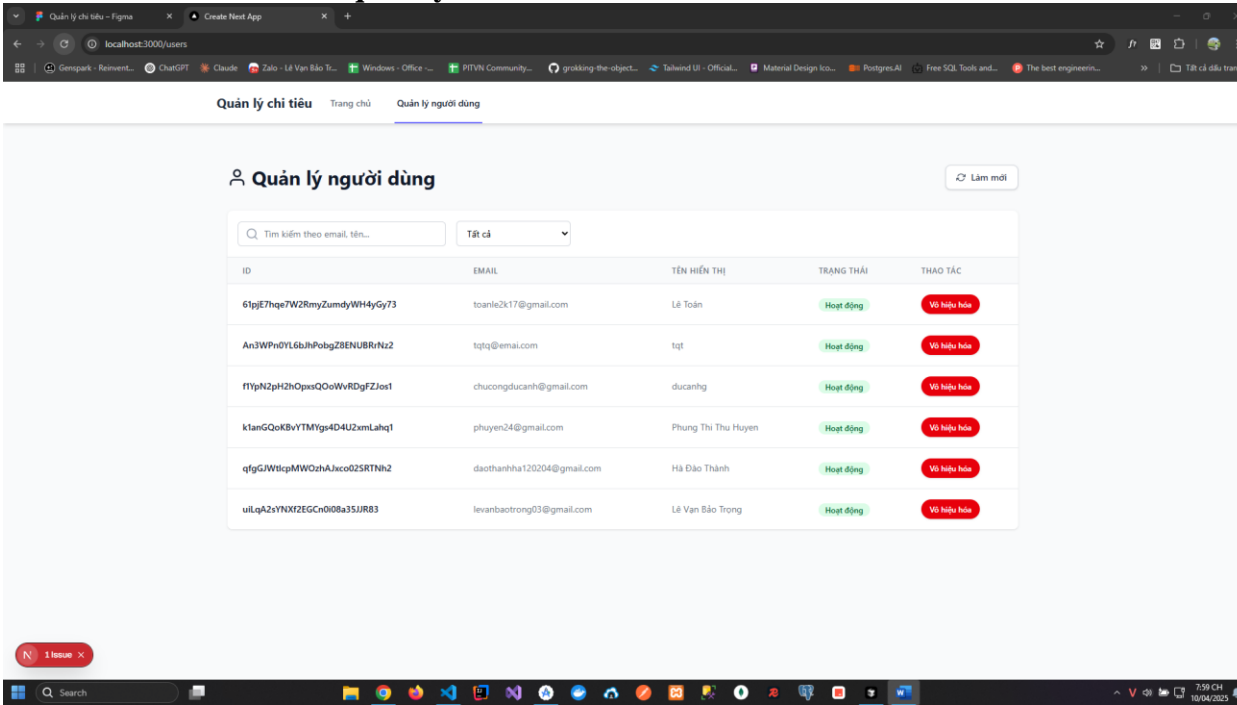 Quản lý chi tiêu – Figma
Create Next App
localhost:3000/users
Genspark - Reinvent...
ChatGPT
Claude
Zalo - Lê Vạn Bảo Tr...
Windows - Office -...
PITVN Community...
grokking-the-object...
Tailwind UI - Official...
Material Design Ico...
Postgres.AI
Free SQL Tools and...
The best engineerin...
Tất cả dấu tran
Quản lý chi tiêu
Trang chủ
Quản lý người dùng
Quản lý người dùng
Làm mới
Tìm kiếm theo email, tên...
Tất cả
ID EMAIL TÊN HIỂN THỊ TRẠNG THÁI THAO TÁC
61pjE7hqe7W2RmyZumdyWH4yGy73 toanle2k17@gmail.com Lê Toán Hoạt động Vô hiệu hóa
An3WPn0YL6bJhPobgZ8ENUBRrNz2 tqtq@emai.com tqt Hoạt động Vô hiệu hóa
f1YpN2pH2hOpxsQOoWvRDgFZJos1 chucongducanh@gmail.com ducanhg Hoạt động Vô hiệu hóa
k1anGQoKBvYTMYgs4D4U2xmLahq1 phuyen24@gmail.com Phung Thi Thu Huyen Hoạt động Vô hiệu hóa
qfgGJWtlcpMWOzhAJxco02SRTNh2 daothanhha120204@gmail.com Hà Đào Thành Hoạt động Vô hiệu hóa
uiLqA2sYNXf2EGCn0i08a35JJR83 levanbaotrong03@gmail.com Lê Vạn Bảo Trọng Hoạt động Vô hiệu hóa
N 1 Issue
Search
7:59 CH
10/04/2025